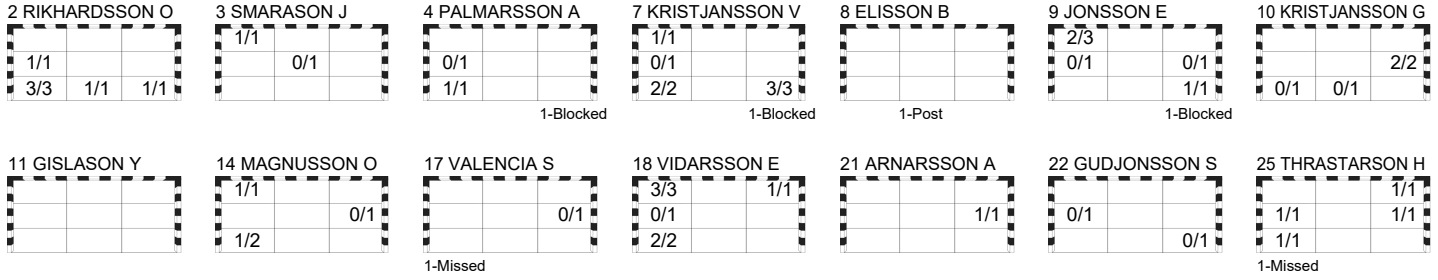 2 RIKHARDSSON O 3 SMARASON J 4 PALMARSSON A 7 KRISTJANSSON V 8 ELISSON B 9 JONSSON E 10 KRISTJANSSON G
1/1 1/1 2/3
1/1 0/1 0/1 0/1 0/1 0/1 2/2
3/3 1/1 1/1 1/1 2/2 3/3 1/1 0/1 0/1
1-Blocked 1-Blocked 1-Post 1-Blocked
11 GISLASON Y 14 MAGNUSSON O 17 VALENCIA S 18 VIDARSSON E 21 ARNARSSON A 22 GUDJONSSON S 25 THRASTARSON H
1/1 3/3 1/1 1/1
0/1 0/1 0/1 1/1 0/1 1/1 1/1
1/2 2/2 0/1 1/1
1-Missed 1-Missed